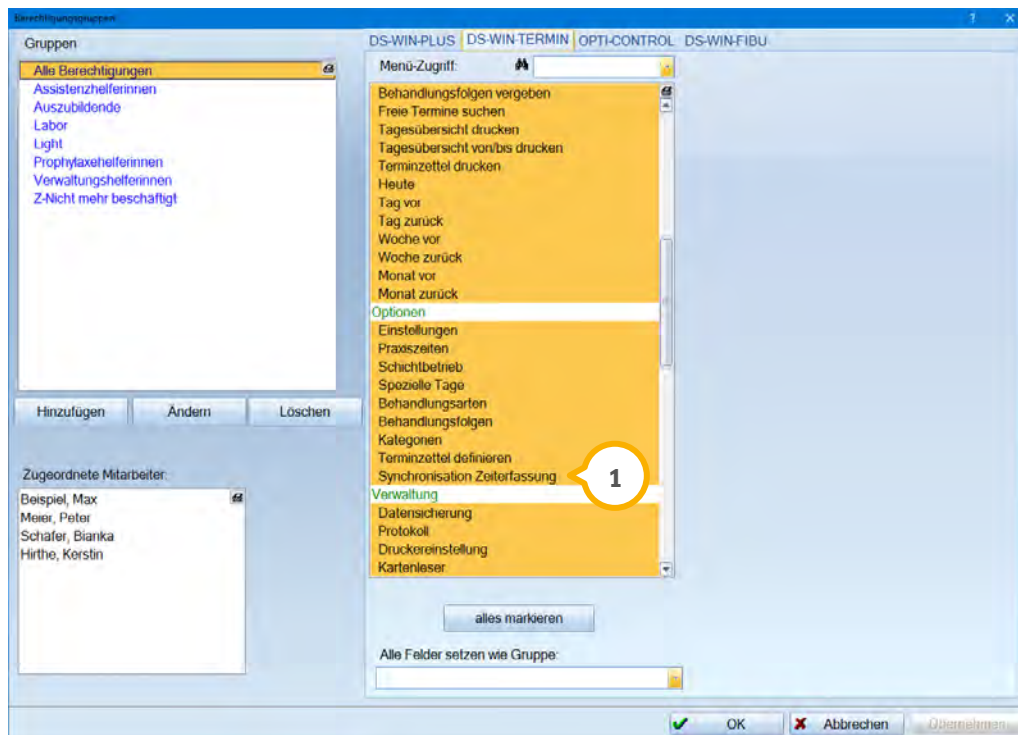 Berechtigungsgruppen
Gruppen
Alle Berechtigungen
Assistenzhelferinnen
Auszubildende
Labor
Light
Prophylaxehelferinnen
Verwaltungshelferinnen
Z-Nicht mehr beschäftigt
Hinzufügen Ändern Löschen
Zugeordnete Mitarbeiter:
Beispiel, Max
Meier, Peter
Schäfer, Bianka
Hirthe, Kerstin
DS-WIN-PLUS DS-WIN-TERMIN OPTI-CONTROL DS-WIN-FIBU
Menü-Zugriff:
Behandlungsfolgen vergeben
Freie Termine suchen
Tagesübersicht drucken
Tagesübersicht von/bis drucken
Terminzettel drucken
Heute
Tag vor
Tag zurück
Woche vor
Woche zurück
Monat vor
Monat zurück
Optionen
Einstellungen
Praxiszeiten
Schichtbetrieb
Spezielle Tage
Behandlungsarten
Behandlungsfolgen
Kategorien
Terminzettel definieren
Synchronisation Zeiterfassung
1
Verwaltung
Datensicherung
Protokoll
Druckereinstellung
Kartenleser
alles markieren
Alle Felder setzen wie Gruppe:
OK Abbrechen Übernehmen